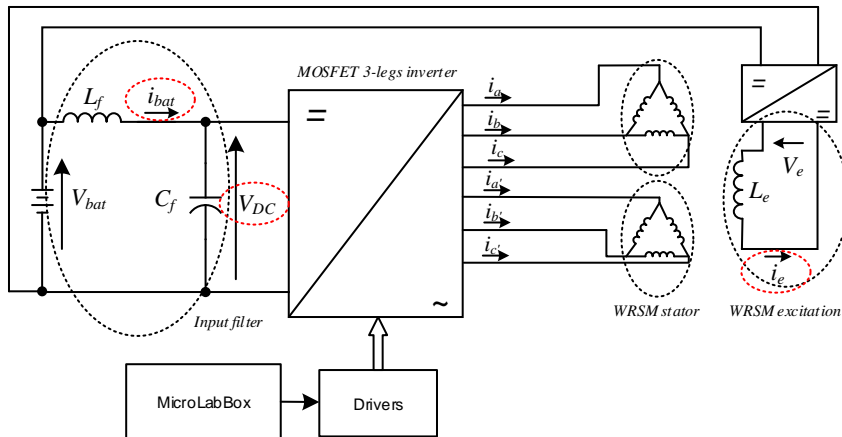 MOSFET 3-legs inverter
L_f
i_bat
=
i_a
=
=
i_b
V_e
i_c
L_e
V_bat
C_f
V_DC
i_a'
i_b'
i_c'
i_e
~
Input filter
WRSM stator
WRSM excitation
MicroLabBox
Drivers